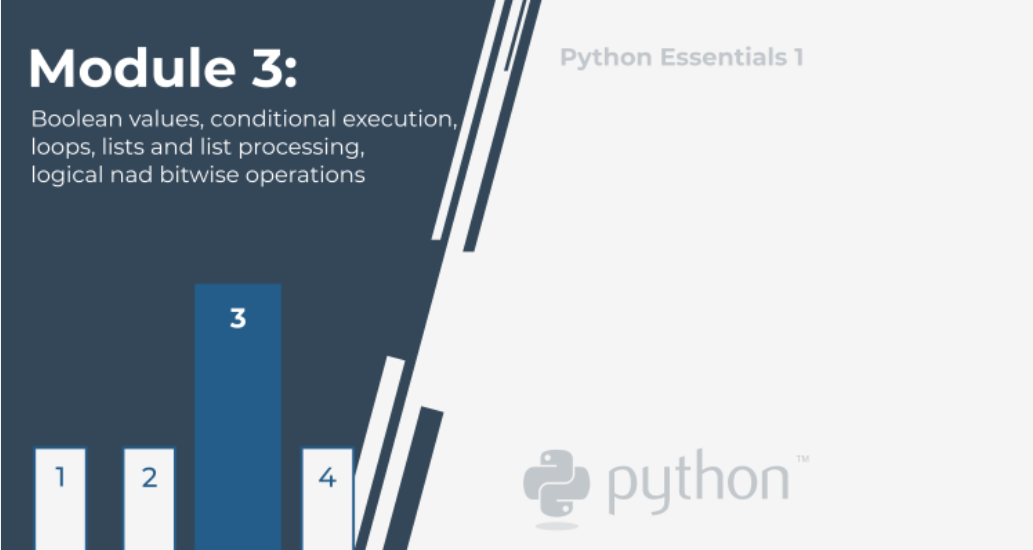 Module 3:
Boolean values, conditional execution,
loops, lists and list processing,
logical nad bitwise operations
Python Essentials 1
3
1
2
4
python™